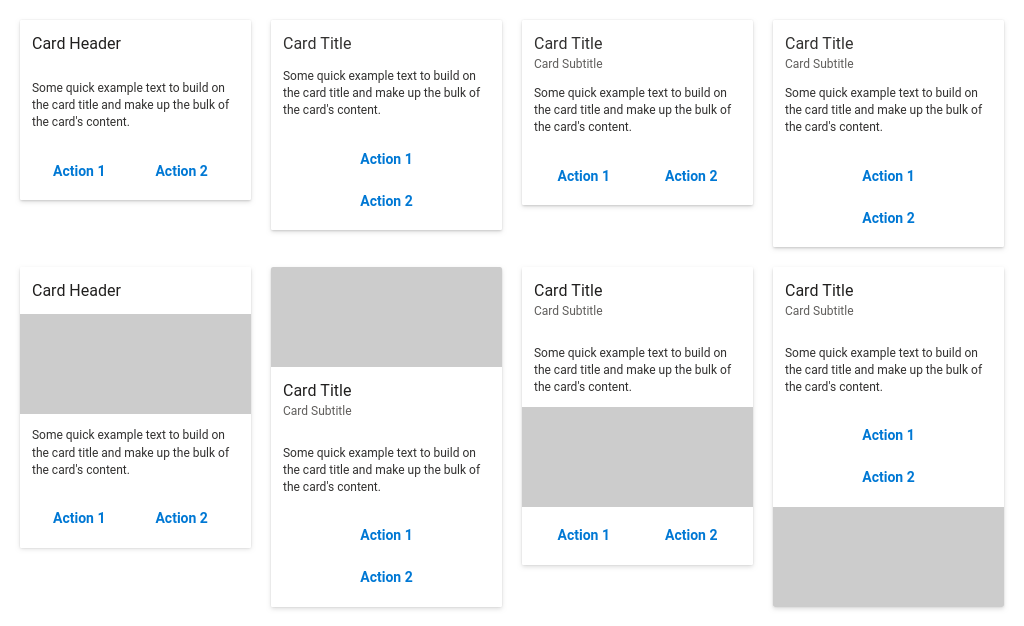 Card Header
Some quick example text to build on
the card title and make up the bulk of
the card's content.
Action 1 Action 2
Card Title
Some quick example text to build on
the card title and make up the bulk of
the card's content.
Action 1
Action 2
Card Title
Card Subtitle
Some quick example text to build on
the card title and make up the bulk of
the card's content.
Action 1 Action 2
Card Title
Card Subtitle
Some quick example text to build on
the card title and make up the bulk of
the card's content.
Action 1
Action 2
Card Header
Some quick example text to build on
the card title and make up the bulk of
the card's content.
Action 1 Action 2
Card Title
Card Subtitle
Some quick example text to build on
the card title and make up the bulk of
the card's content.
Action 1
Action 2
Card Title
Card Subtitle
Some quick example text to build on
the card title and make up the bulk of
the card's content.
Action 1 Action 2
Card Title
Card Subtitle
Some quick example text to build on
the card title and make up the bulk of
the card's content.
Action 1
Action 2